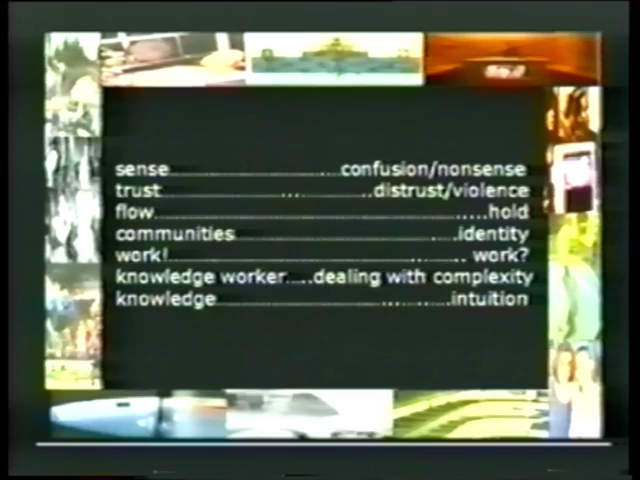 sense........................confusion/nonsense
trust........................distrust/violence
flow........................hold
communities........................identity
work!........................work?
knowledge worker.....dealing with complexity
knowledge........................intuition